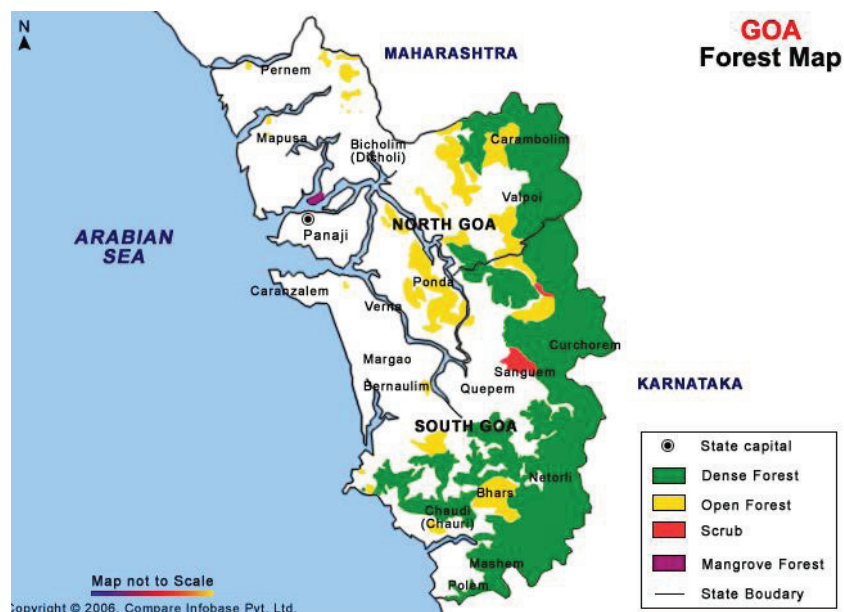 N
GOA
Forest Map
MAHARASHTRA
Pernem
Mapusa
Bicholim
(Dicholi)
Carambolim
Valpoi
NORTH GOA
Panaji
ARABIAN
SEA
Ponda
Caranzalem
Verna
Curchorem
Margao
Sanguem
Bernaulim
Quepem
KARNATAKA
SOUTH GOA
Netorli
Bhars
Chaudi
(Chauri)
Mashem
Polem
State capital
Dense Forest
Open Forest
Scrub
Mangrove Forest
State Boudary
Map not to Scale
Copyright © 2006, Compare Infobase Pvt. Ltd.